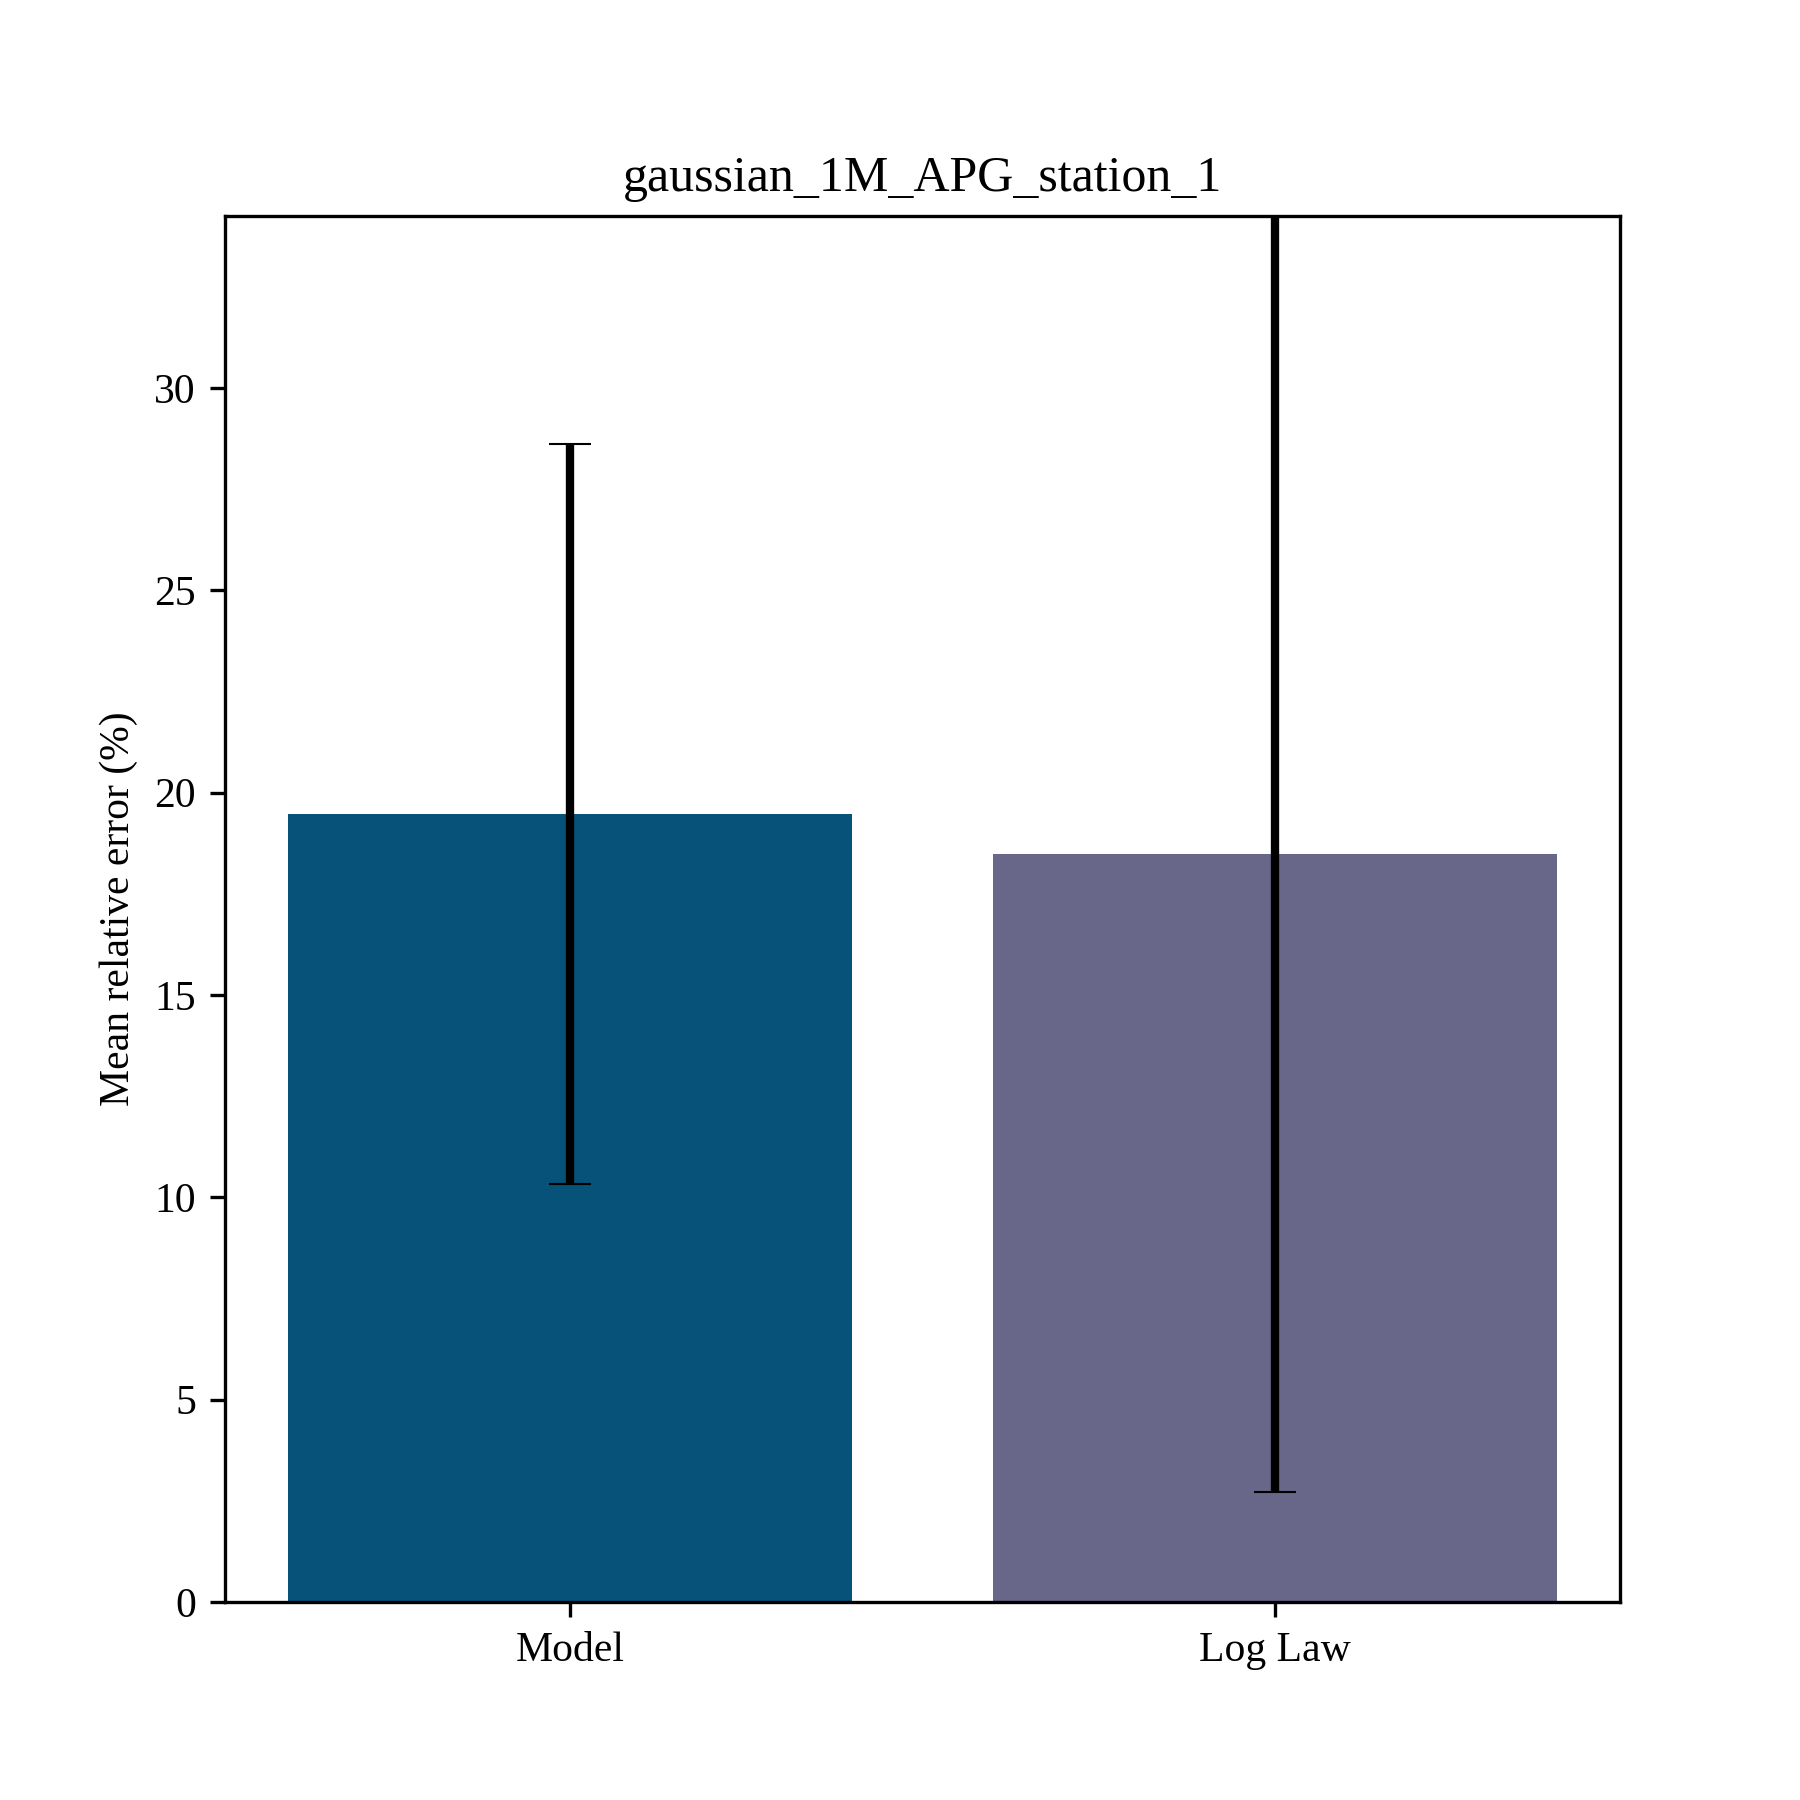 gaussian_1M_APG_station_1
Mean relative error (%)
30
25
20
15
10
5
0
Model
Log Law